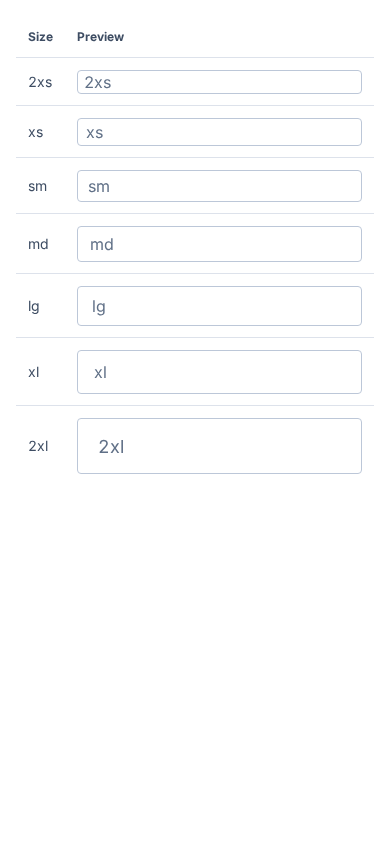 Size Preview
2xs 2xs
xs xs
sm sm
md md
lg lg
xl xl
2xl 2xl